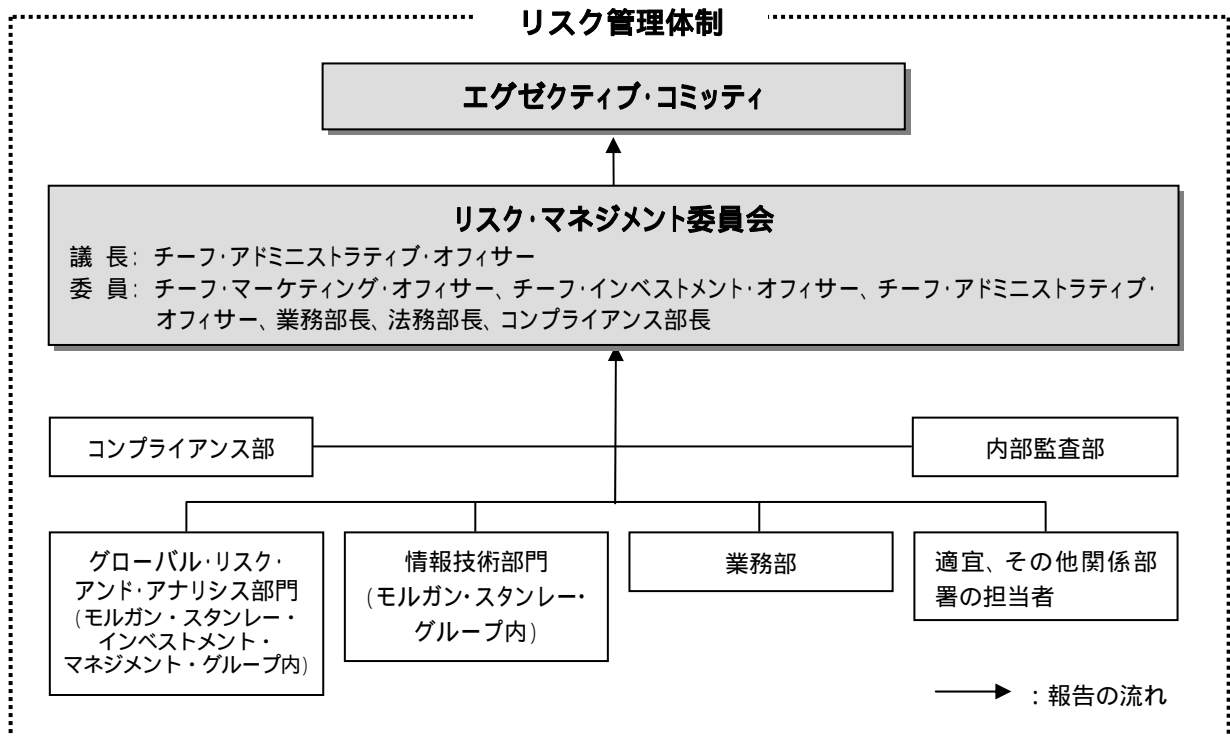 リスク管理体制
エグゼクティブ・コミッティ
リスク・マネジメント委員会
議 長： チーフ・アドミニストラティブ・オフィサー
委 員： チーフ・マーケティング・オフィサー、チーフ・インベストメント・オフィサー、チーフ・アドミニストラティブ・
オフィサー、業務部長、法務部長、コンプライアンス部長
コンプライアンス部
内部監査部
グローバル・リスク・
アンド・アナリシス部門
(モルガン・スタンレー・
インベストメント・
マネジメント・グループ内)
情報技術部門
(モルガン・スタンレー・
グループ内)
業務部
適宜、その他関係部
署の担当者
：報告の流れ